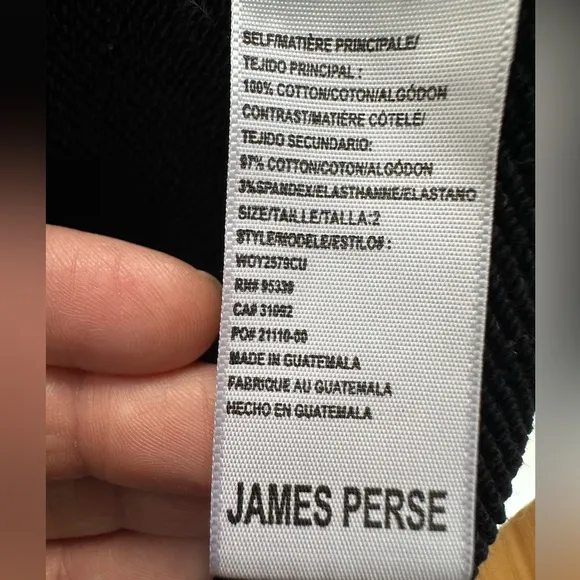 SELF/MATIÈRE PRINCIPALE/
TEJIDO PRINCIPAL :
100% COTTON/COTON/ALGÓDON
CONTRAST/MATIÈRE CÔTELÉ/
TEJIDO SECUNDARIO:
97% COTTON/COTON/ALGÓDON
3%SPANDEX/ELASTHANNE/ELASTANO
SIZE/TAILLE/TALLA:2
STYLE/MODELE/ESTILO# :
WOY2579CU
RN# 95339
CA# 31092
PO# 21110-00
MADE IN GUATEMALA
FABRIQUE AU GUATEMALA
HECHO EN GUATEMALA
JAMES PERSE